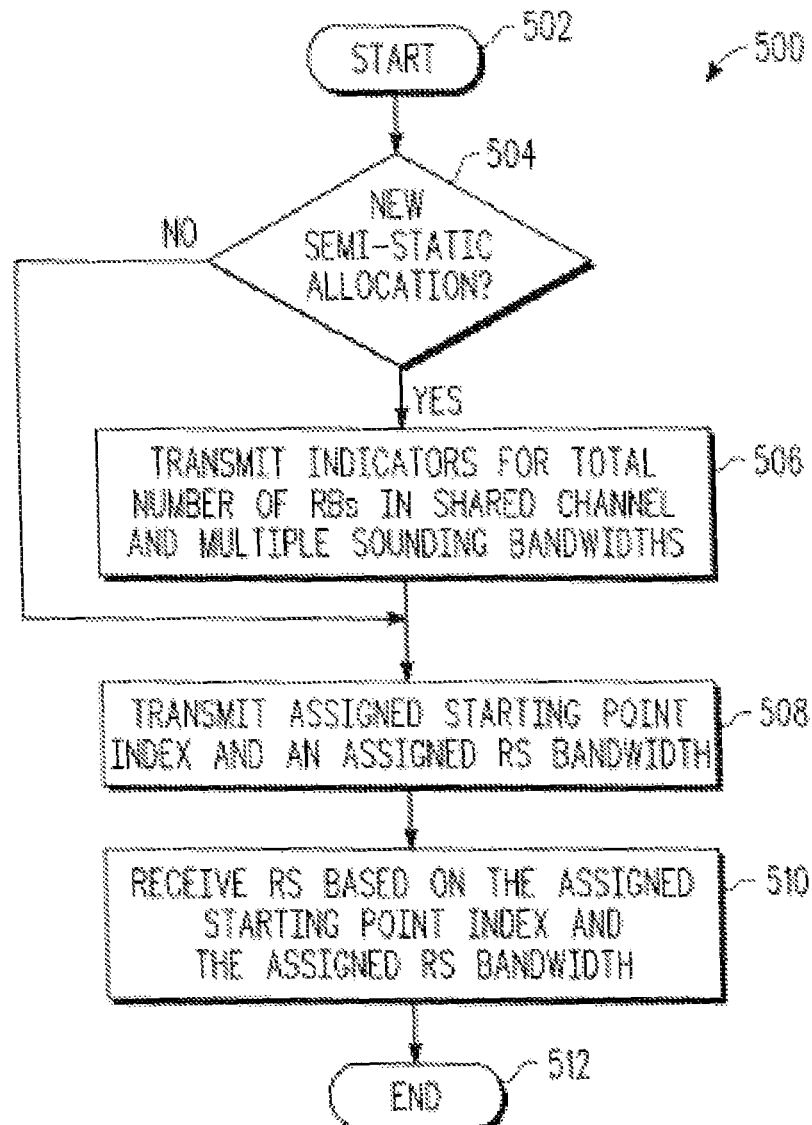 502
500
START
504
NEW
SEMI-STATIC
ALLOCATION?
NO
YES
506
TRANSMIT INDICATORS FOR TOTAL
NUMBER OF RBs IN SHARED CHANNEL
AND MULTIPLE SOUNDING BANDWIDTHS
508
TRANSMIT ASSIGNED STARTING POINT
INDEX AND AN ASSIGNED RS BANDWIDTH
510
RECEIVE RS BASED ON THE ASSIGNED
STARTING POINT INDEX AND
THE ASSIGNED RS BANDWIDTH
512
END